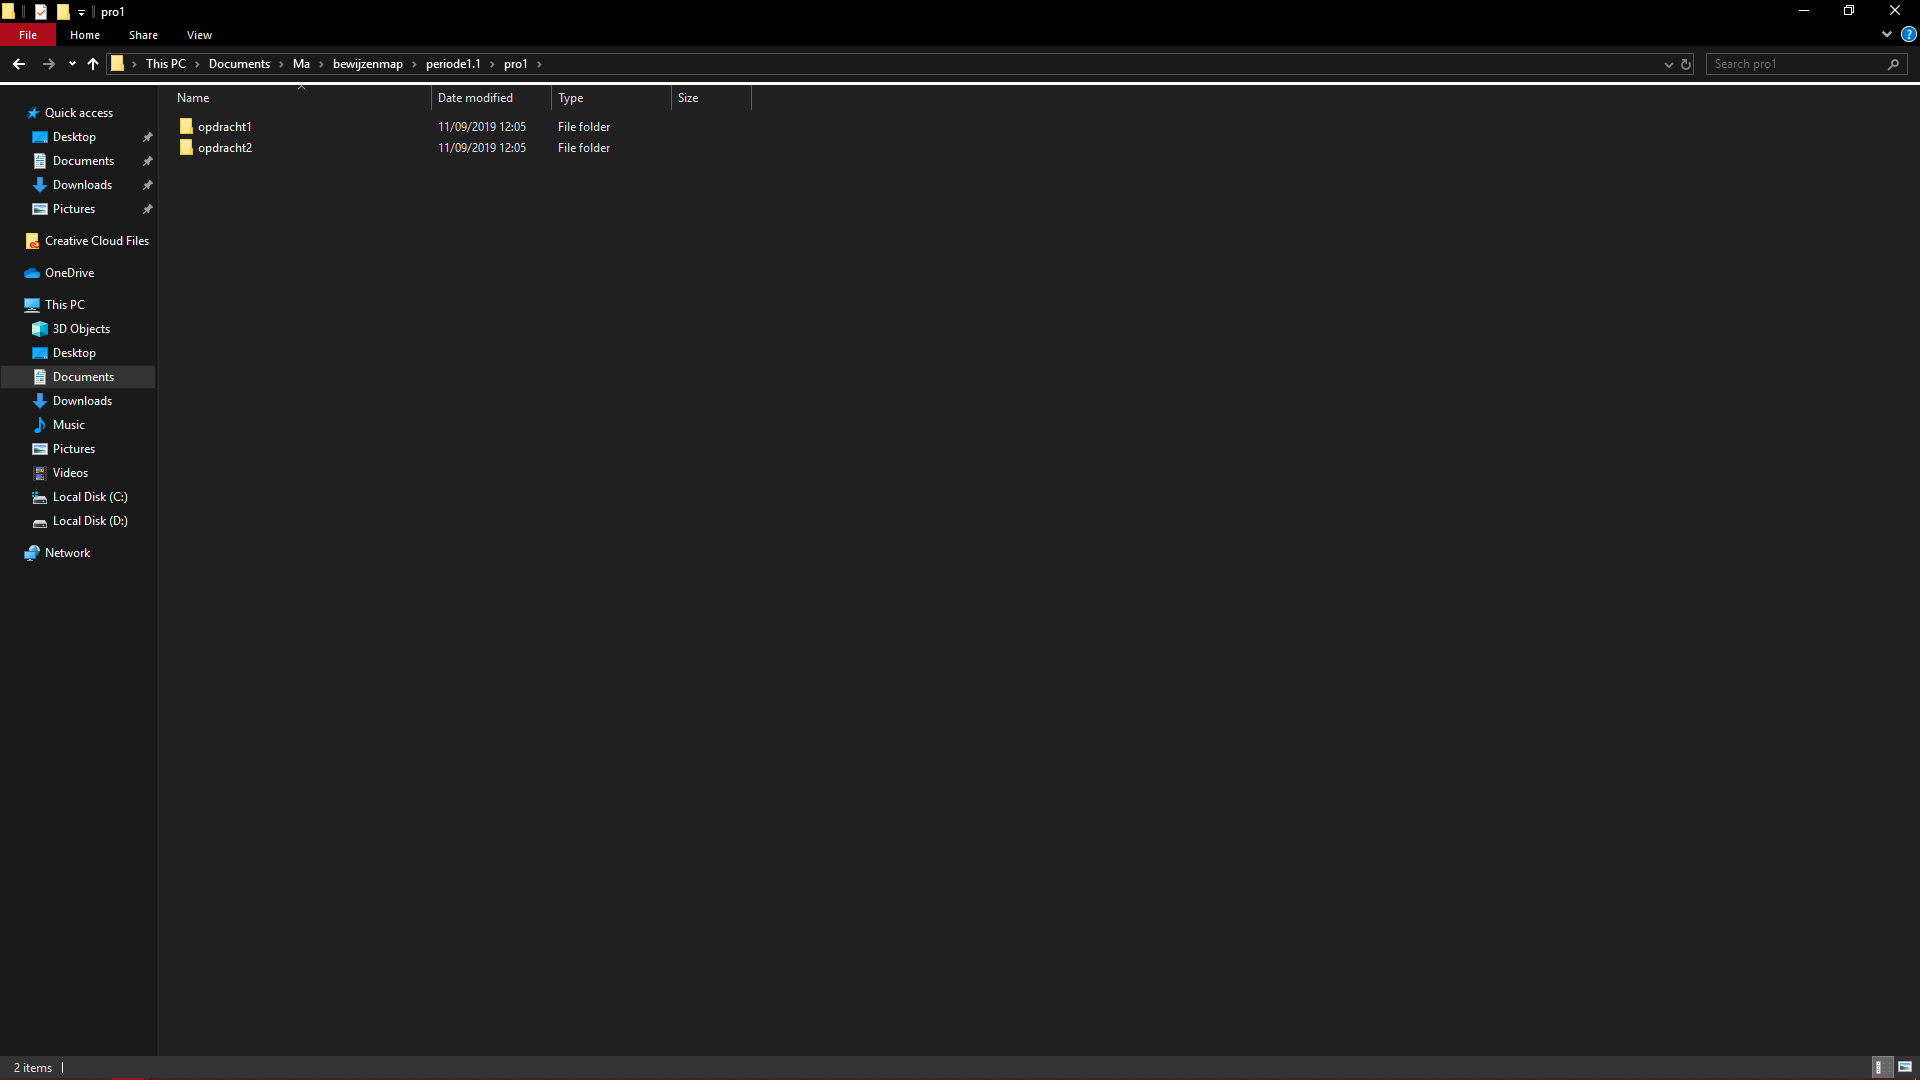 pro1
File Home Share View
This PC Documents Ma bewijzenmap periode1.1 pro1 Search pro1
Name Date modified Type Size
opdracht1 11/09/2019 12:05 File folder
opdracht2 11/09/2019 12:05 File folder
Quick access
Desktop
Documents
Downloads
Pictures
Creative Cloud Files
OneDrive
This PC
3D Objects
Desktop
Documents
Downloads
Music
Pictures
Videos
Local Disk (C:)
Local Disk (D:)
Network
2 items